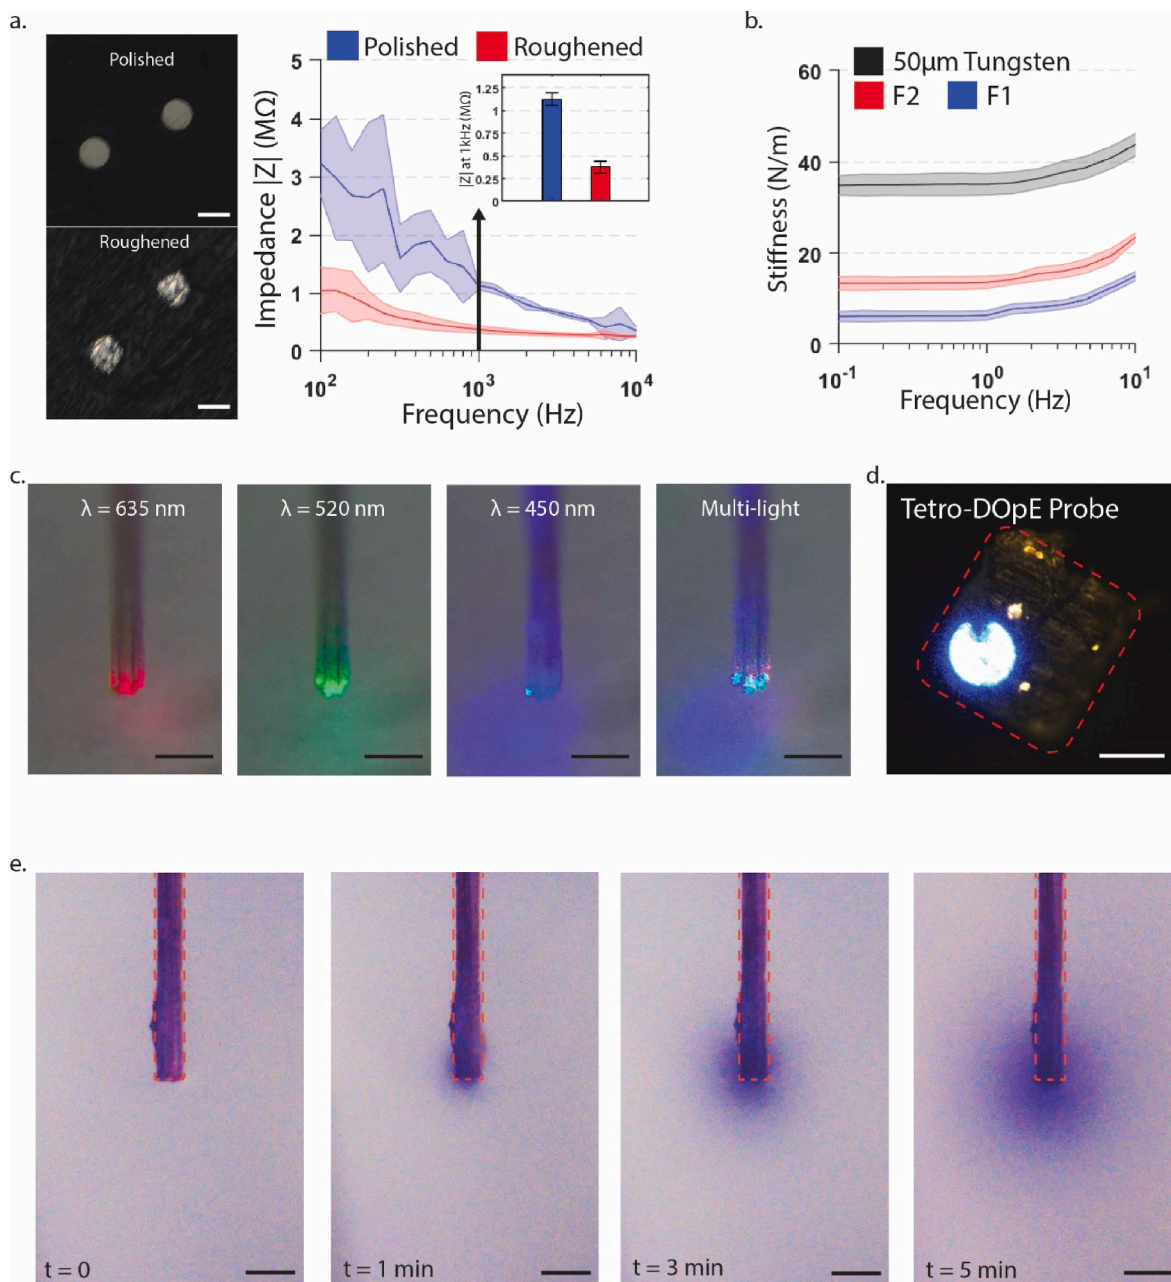 a.
Polished
Roughened
Polished Roughened
Impedance |Z| (MΩ)
5
4
3
2
1
0
10² 10³ 10⁴
Frequency (Hz)
|Z| at 1kHz (MΩ)
1.25
1
0.75
0.5
0.25
0
b.
50μm Tungsten
F2 F1
Stiffness (N/m)
60
40
20
0
10⁻¹ 10⁰ 10¹
Frequency (Hz)
c.
λ = 635 nm
λ = 520 nm
λ = 450 nm
Multi-light
d.
Tetro-DOpE Probe
e.
t = 0
t = 1 min
t = 3 min
t = 5 min